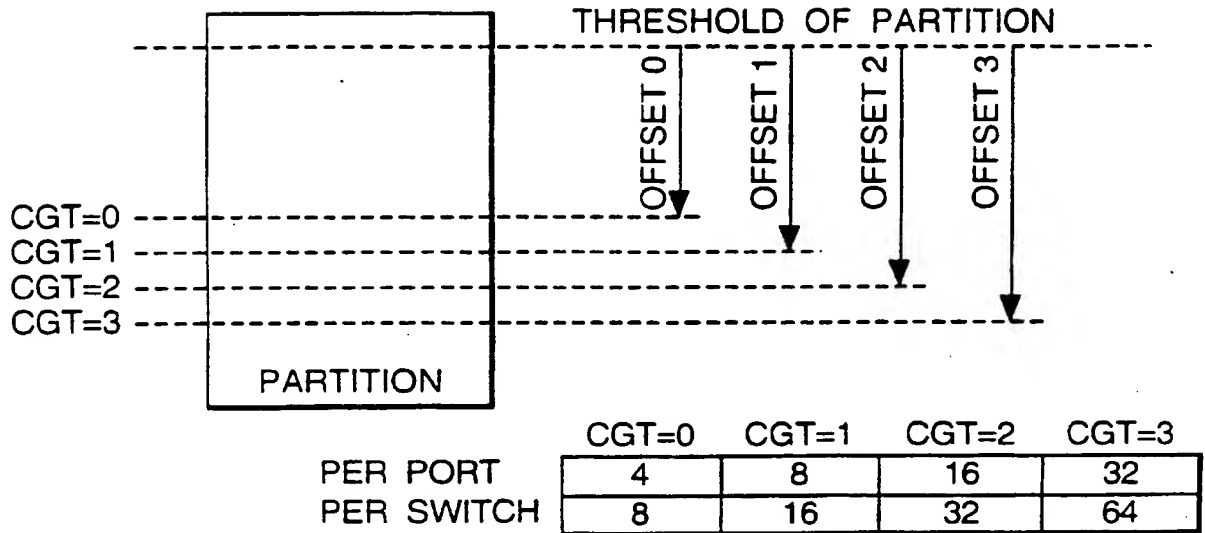 THRESHOLD OF PARTITION
OFFSET 0
OFFSET 1
OFFSET 2
OFFSET 3
CGT=0
CGT=1
CGT=2
CGT=3
PARTITION
CGT=0 CGT=1 CGT=2 CGT=3
PER PORT 4 8 16 32
PER SWITCH 8 16 32 64